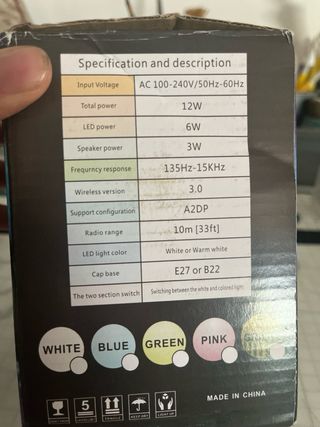 Specification and description
Input Voltage AC 100-240V/50Hz-60Hz
Total power 12W
LED power 6W
Speaker power 3W
Frequrncy response 135Hz-15KHz
Wireless version 3.0
Support configuration A2DP
Radio range 10m [33ft]
LED light color White or Warm white
Cap base E27 or B22
The two section switch Switching between the white and colored light
WHITE BLUE GREEN PINK
MADE IN CHINA
5